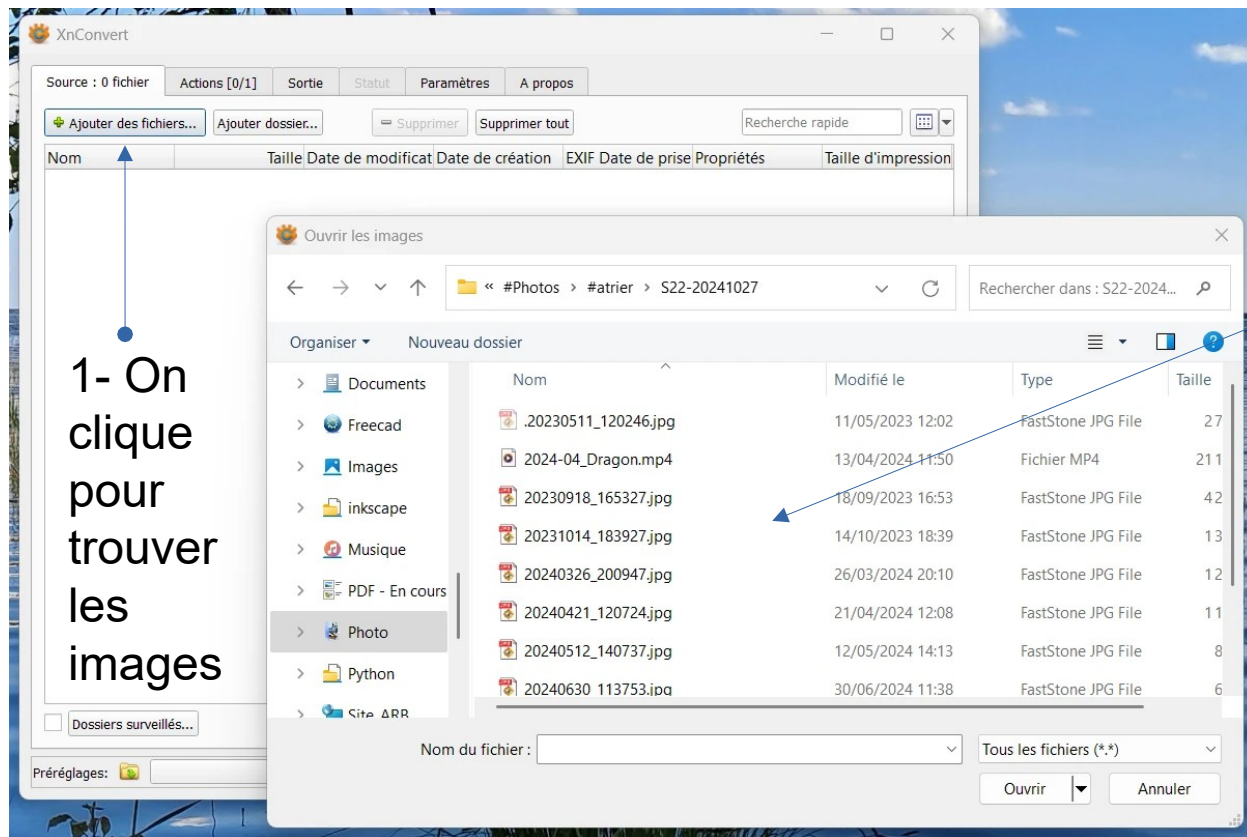 XnConvert
Source : 0 fichier
Actions [0/1]
Sortie
Statut
Paramètres
A propos
Ajouter des fichiers...
Ajouter dossier...
Supprimer
Supprimer tout
Recherche rapide
Nom
Taille
Date de modificat
Date de création
EXIF Date de prise
Propriétés
Taille d'impression
1- On
clique
pour
trouver
les
images
Ouvrir les images
« #Photos > #atrier > S22-20241027
Rechercher dans : S22-2024...
Organiser
Nouveau dossier
Documents
Freecad
Images
inkscape
Musique
PDF - En cours
Photo
Python
Site_ARB
Nom Modifié le Type Taille
.20230511_120246.jpg 11/05/2023 12:02 FastStone JPG File 27
2024-04_Dragon.mp4 13/04/2024 11:50 Fichier MP4 211
20230918_165327.jpg 18/09/2023 16:53 FastStone JPG File 42
20231014_183927.jpg 14/10/2023 18:39 FastStone JPG File 13
20240326_200947.jpg 26/03/2024 20:10 FastStone JPG File 12
20240421_120724.jpg 21/04/2024 12:08 FastStone JPG File 11
20240512_140737.jpg 12/05/2024 14:13 FastStone JPG File 8
20240630_113753.jpg 30/06/2024 11:38 FastStone JPG File 6
Nom du fichier :
Tous les fichiers (*.*)
Ouvrir
Annuler
Dossiers surveillés...
Préréglages: